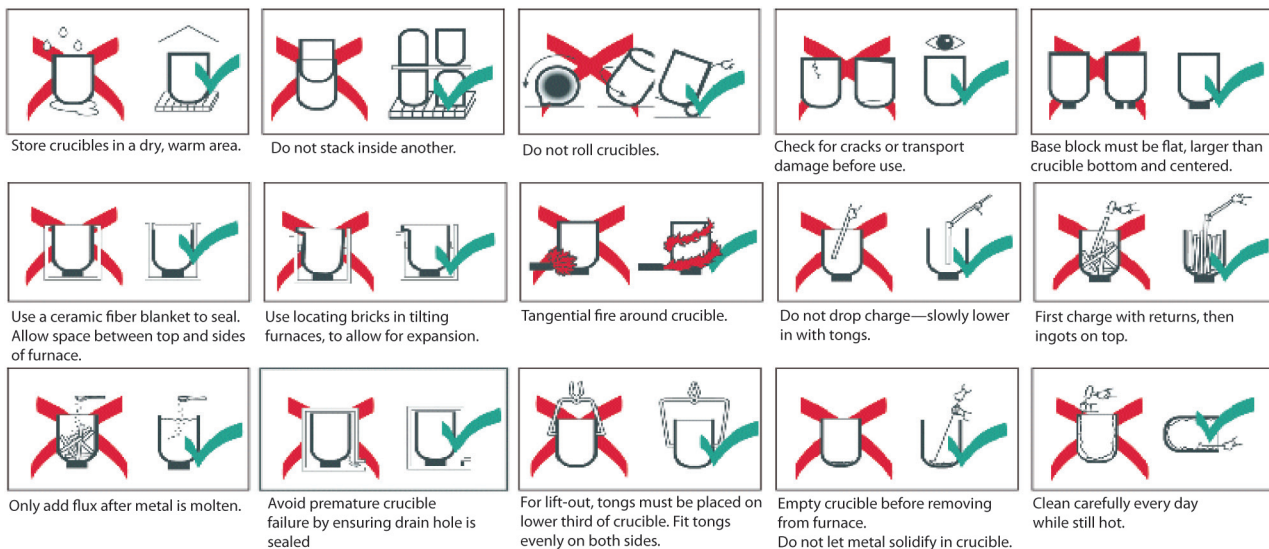 Store crucibles in a dry, warm area.
Do not stack inside another.
Do not roll crucibles.
Check for cracks or transport
damage before use.
Base block must be flat, larger than
crucible bottom and centered.
Use a ceramic fiber blanket to seal.
Allow space between top and sides
of furnace.
Use locating bricks in tilting
furnaces, to allow for expansion.
Tangential fire around crucible.
Do not drop charge—slowly lower
in with tongs.
First charge with returns, then
ingots on top.
Only add flux after metal is molten.
Avoid premature crucible
failure by ensuring drain hole is
sealed
For lift-out, tongs must be placed on
lower third of crucible. Fit tongs
evenly on both sides.
Empty crucible before removing
from furnace.
Do not let metal solidify in crucible.
Clean carefully every day
while still hot.